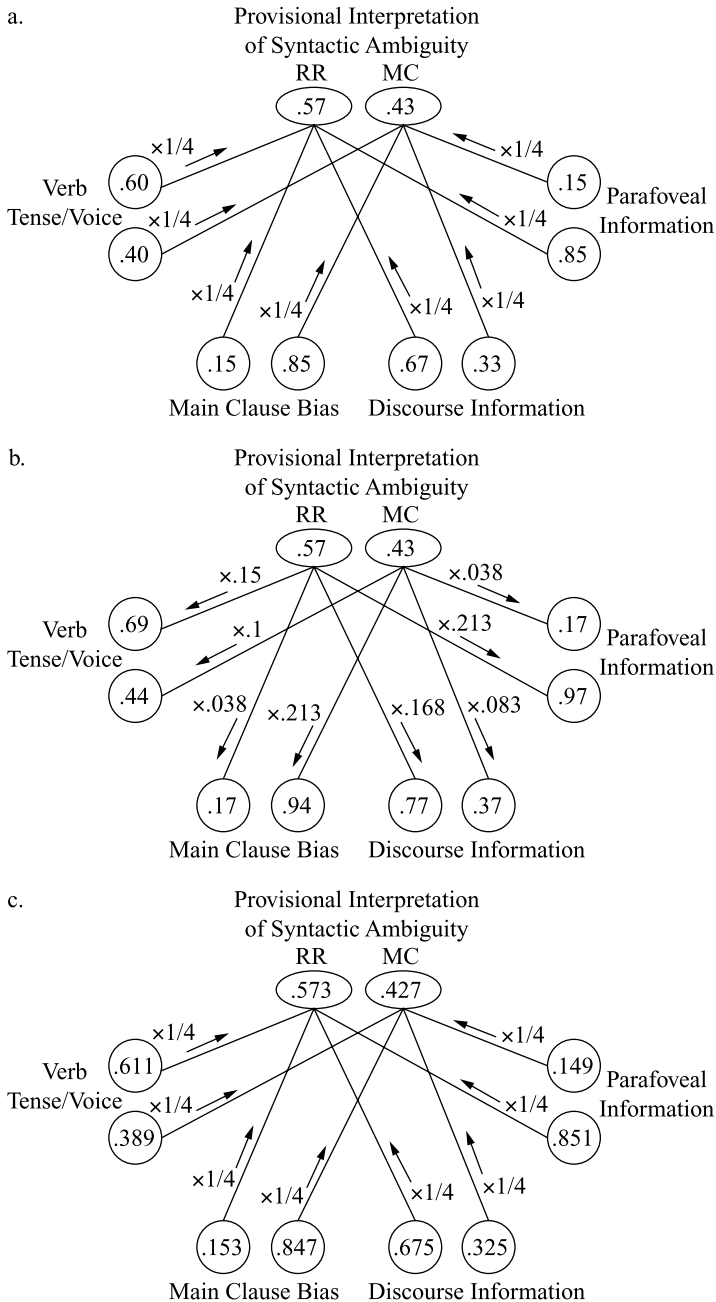 a.
Provisional Interpretation
of Syntactic Ambiguity
RR MC
.57 .43
×1/4 ×1/4
.60 .15
Verb
Tense/Voice
Parafoveal
Information
×1/4 ×1/4
.40 .85
×1/4 ×1/4 ×1/4 ×1/4
.15 .85 .67 .33
Main Clause Bias Discourse Information
b.
Provisional Interpretation
of Syntactic Ambiguity
RR MC
.57 .43
×.15 ×.038
.69 .17
Verb
Tense/Voice
Parafoveal
Information
×.1 ×.213
.44 .97
×.038 ×.213 ×.168 ×.083
.17 .94 .77 .37
Main Clause Bias Discourse Information
c.
Provisional Interpretation
of Syntactic Ambiguity
RR MC
.573 .427
×1/4 ×1/4
.611 .149
Verb
Tense/Voice
Parafoveal
Information
×1/4 ×1/4
.389 .851
×1/4 ×1/4 ×1/4 ×1/4
.153 .847 .675 .325
Main Clause Bias Discourse Information